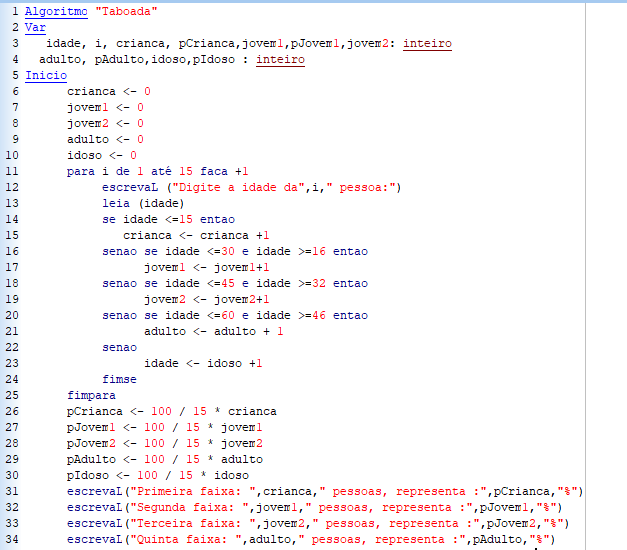 1 Algoritmo "Taboada"
2 Var
3 idade, i, crianca, pCrianca,jovem1,pJovem1,jovem2: inteiro
4 adulto, pAdulto,idoso,pIdoso : inteiro
5 Inicio
6 crianca <- 0
7 jovem1 <- 0
8 jovem2 <- 0
9 adulto <- 0
10 idoso <- 0
11 para i de 1 até 15 faca +1
12 escrevaL ("Digite a idade da",i," pessoa:")
13 leia (idade)
14 se idade <=15 entao
15 crianca <- crianca +1
16 senao se idade <=30 e idade >=16 entao
17 jovem1 <- jovem1+1
18 senao se idade <=45 e idade >=32 entao
19 jovem2 <- jovem2+1
20 senao se idade <=60 e idade >=46 entao
21 adulto <- adulto + 1
22 senao
23 idade <- idoso +1
24 fimse
25 fimpara
26 pCrianca <- 100 / 15 * crianca
27 pJovem1 <- 100 / 15 * jovem1
28 pJovem2 <- 100 / 15 * jovem2
29 pAdulto <- 100 / 15 * adulto
30 pIdoso <- 100 / 15 * idoso
31 escrevaL("Primeira faixa: ",crianca," pessoas, representa :",pCrianca,"%")
32 escrevaL("Segunda faixa: ",jovem1," pessoas, representa :",pJovem1,"%")
33 escrevaL("Terceira faixa: ",jovem2," pessoas, representa :",pJovem2,"%")
34 escrevaL("Quinta faixa: ",adulto," pessoas, representa :",pAdulto,"%")